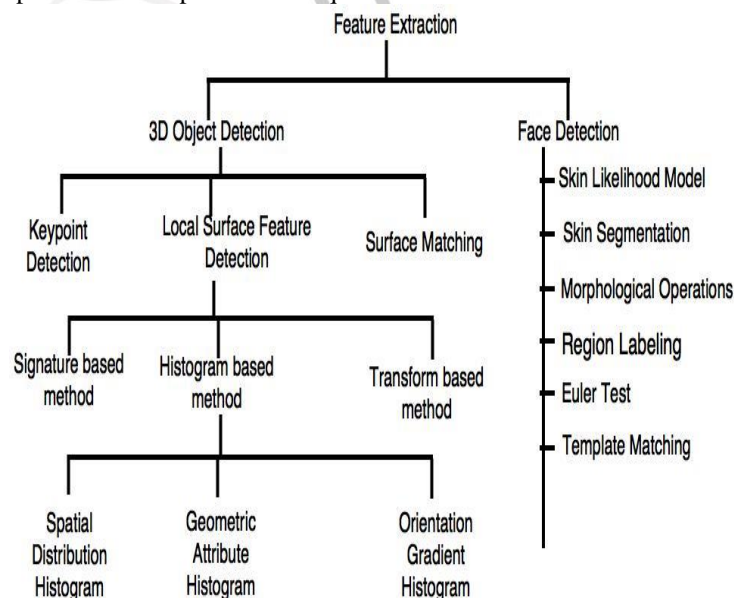 Feature Extraction
3D Object Detection
Face Detection
Keypoint
Detection
Local Surface Feature
Detection
Surface Matching
Signature based
method
Histogram based
method
Transform based
method
Spatial
Distribution
Histogram
Geometric
Attribute
Histogram
Orientation
Gradient
Histogram
Skin Likelihood Model
Skin Segmentation
Morphological Operations
Region Labeling
Euler Test
Template Matching